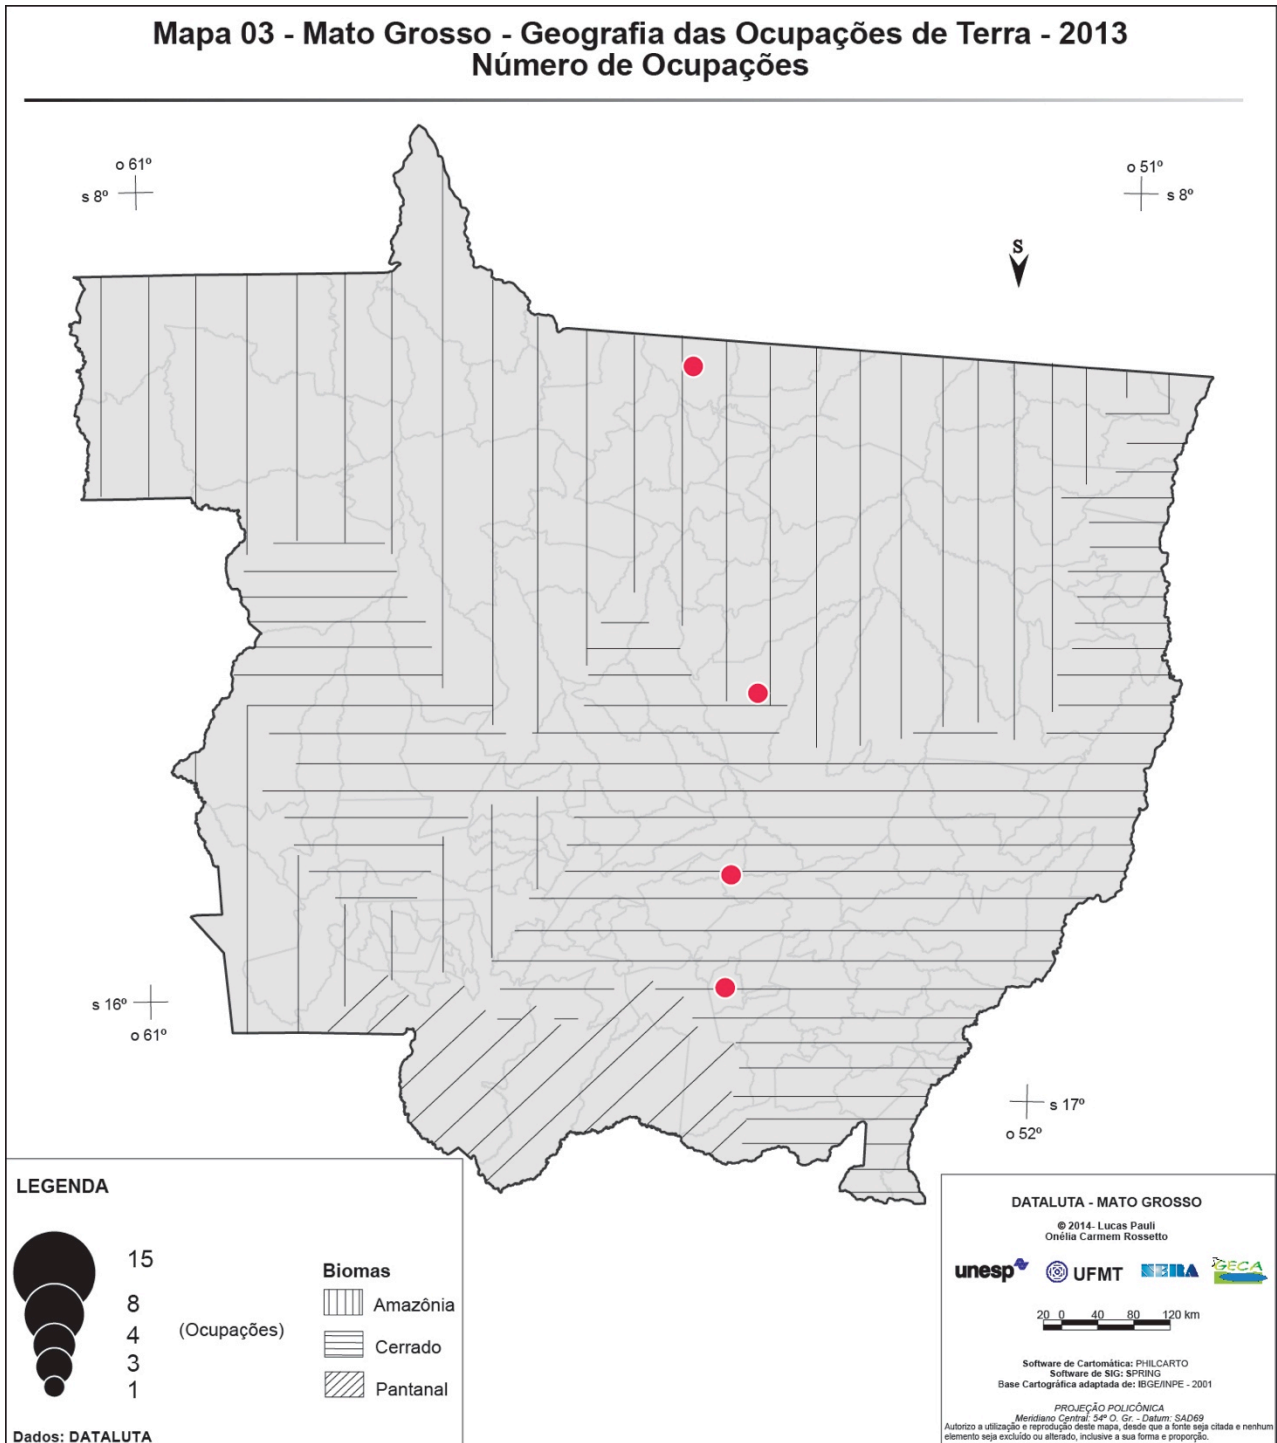 Mapa 03 - Mato Grosso - Geografia das Ocupações de Terra - 2013
Número de Ocupações
o 61º
s 8º
o 51º
s 8º
S
s 16º
o 61º
s 17º
o 52º
LEGENDA
15
8
4
3
1
(Ocupações)
Biomas
Amazônia
Cerrado
Pantanal
Dados: DATALUTA
DATALUTA - MATO GROSSO
© 2014- Lucas Pauli
Onélia Carmem Rossetto
unesp
UFMT
NERA
GECA
20 0 40 80 120 km
Software de Cartomática: PHILCARTO
Software de SIG: SPRING
Base Cartográfica adaptada de: IBGE/INPE - 2001
PROJEÇÃO POLICÔNICA
Meridiano Central: 54º O. Gr. - Datum: SAD69
Autorizo a utilização e reprodução deste mapa, desde que a fonte seja citada e nenhum
elemento seja excluído ou alterado, inclusive a sua forma e proporção.